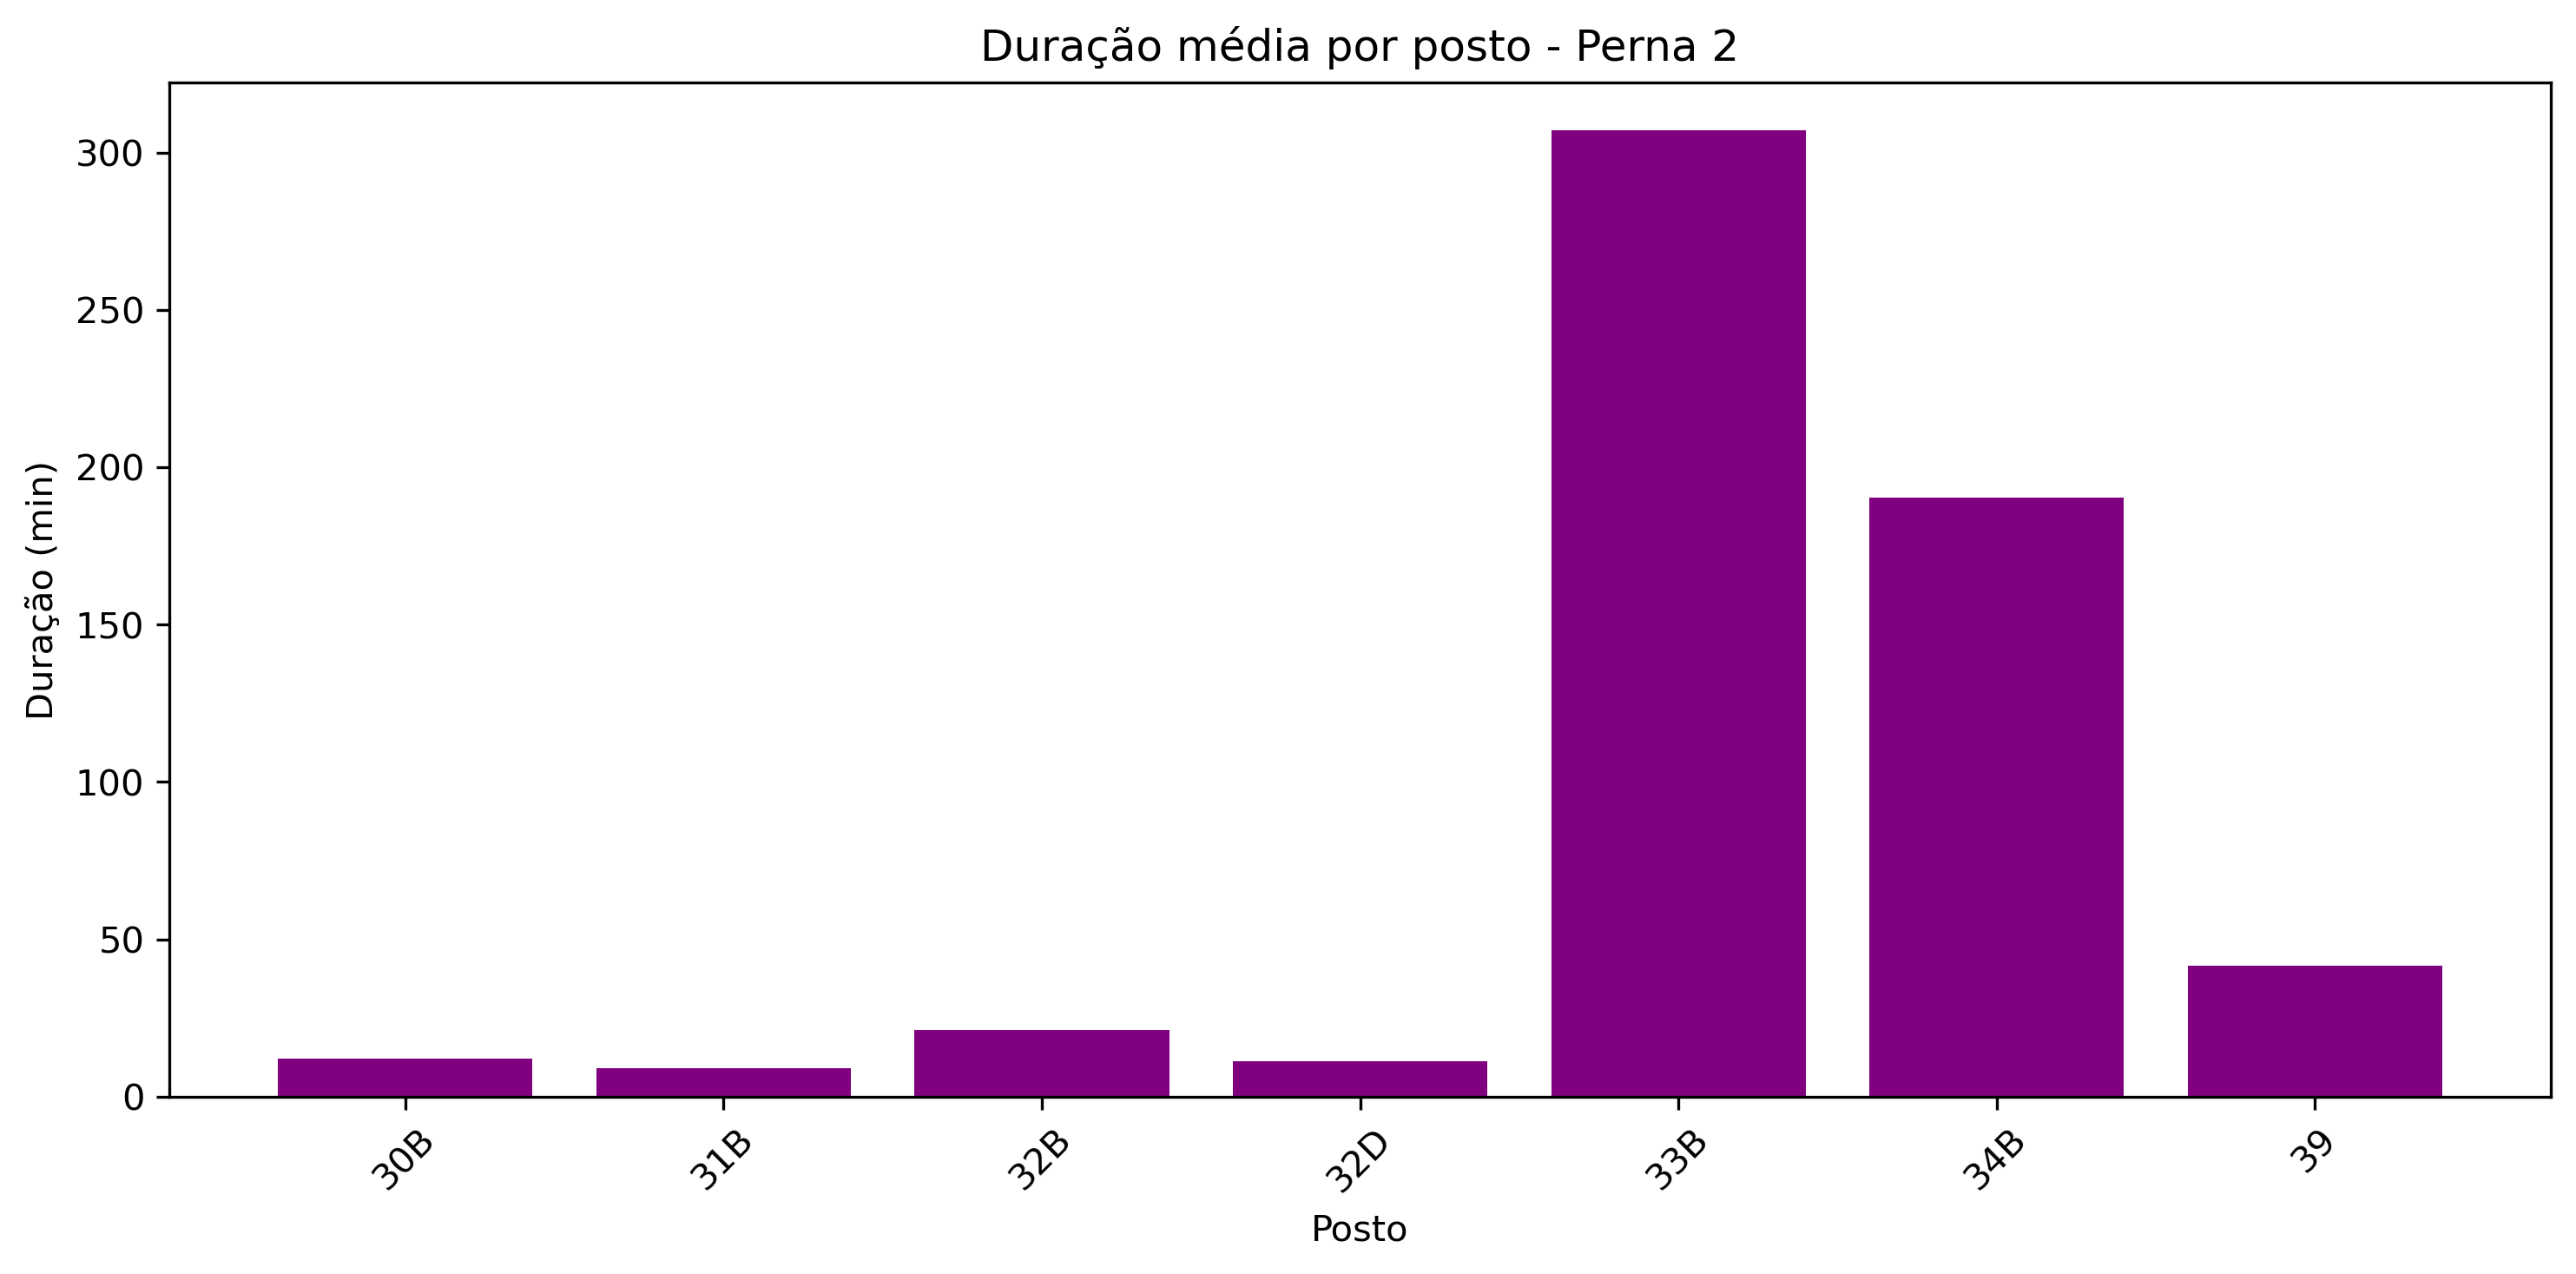 Duração média por posto - Perna 2
Duração (min)
300
250
200
150
100
50
0
30B
31B
32B
32D
33B
34B
39
Posto